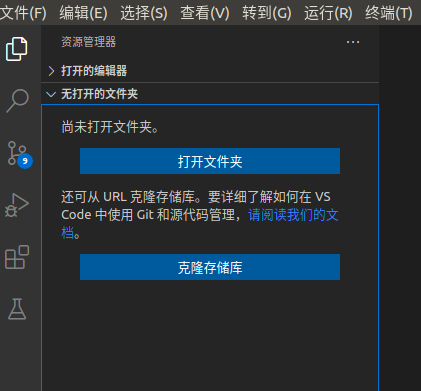 文件(F) 编辑(E) 选择(S) 查看(V) 转到(G) 运行(R) 终端(T)
资源管理器 ···
打开的编辑器
无打开的文件夹
尚未打开文件夹。
打开文件夹
还可从 URL 克隆存储库。要详细了解如何在 VS
Code 中使用 Git 和源代码管理，请阅读我们的文
档。
9
克隆存储库